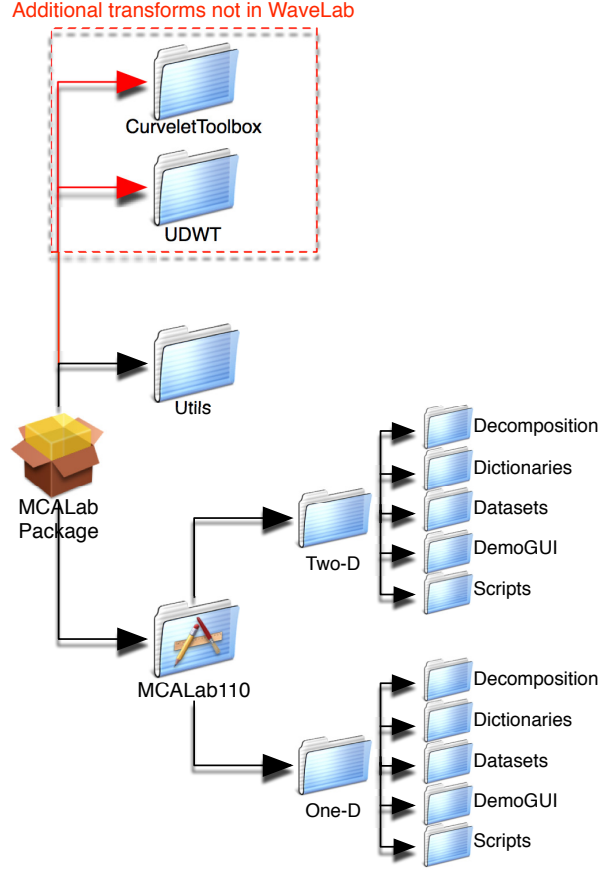 Additional transforms not in WaveLab
CurveletToolbox
UDWT
Utils
MCALab
Package
Two-D
Decomposition
Dictionaries
Datasets
DemoGUI
Scripts
MCALab110
One-D
Decomposition
Dictionaries
Datasets
DemoGUI
Scripts